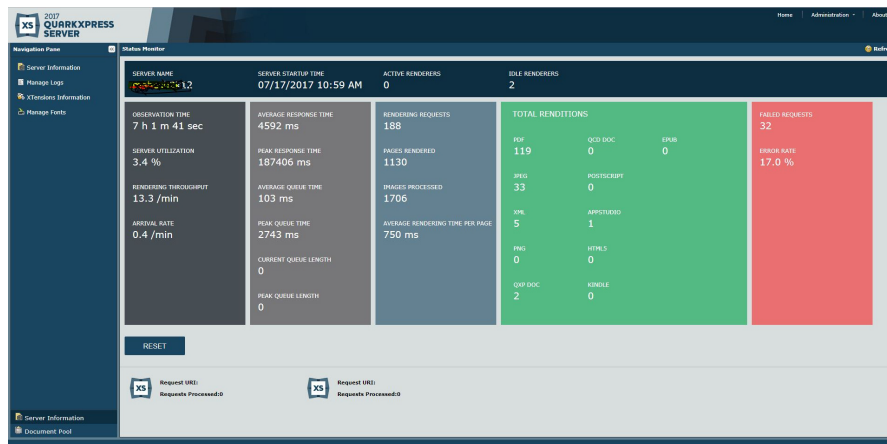 2017
XS QUARKXPRESS
SERVER
Home Administration About
Navigation Pane
Status Monitor
Refre
Server Information
Manage Logs
XTensions Information
Manage Fonts
SERVER NAME
SERVER STARTUP TIME
07/17/2017 10:59 AM
ACTIVE RENDERERS
0
IDLE RENDERERS
2
OBSERVATION TIME
7 h 1 m 41 sec
SERVER UTILIZATION
3.4 %
RENDERING THROUGHPUT
13.3 /min
ARRIVAL RATE
0.4 /min
AVERAGE RESPONSE TIME
4592 ms
PEAK RESPONSE TIME
187406 ms
AVERAGE QUEUE TIME
103 ms
PEAK QUEUE TIME
2743 ms
CURRENT QUEUE LENGTH
0
PEAK QUEUE LENGTH
0
RENDERING REQUESTS
188
PAGES RENDERED
1130
IMAGES PROCESSED
1706
AVERAGE RENDERING TIME PER PAGE
750 ms
TOTAL RENDITIONS
PDF
119
QCD DOC
0
EPUB
0
JPEG
33
POSTSCRIPT
0
XML
5
APPSTUDIO
1
PNG
0
HTML5
0
QXP DOC
2
KINDLE
0
FAILED REQUESTS
32
ERROR RATE
17.0 %
RESET
XS
Request URI:
Requests Processed:0
XS
Request URI:
Requests Processed:0
Server Information
Document Pool